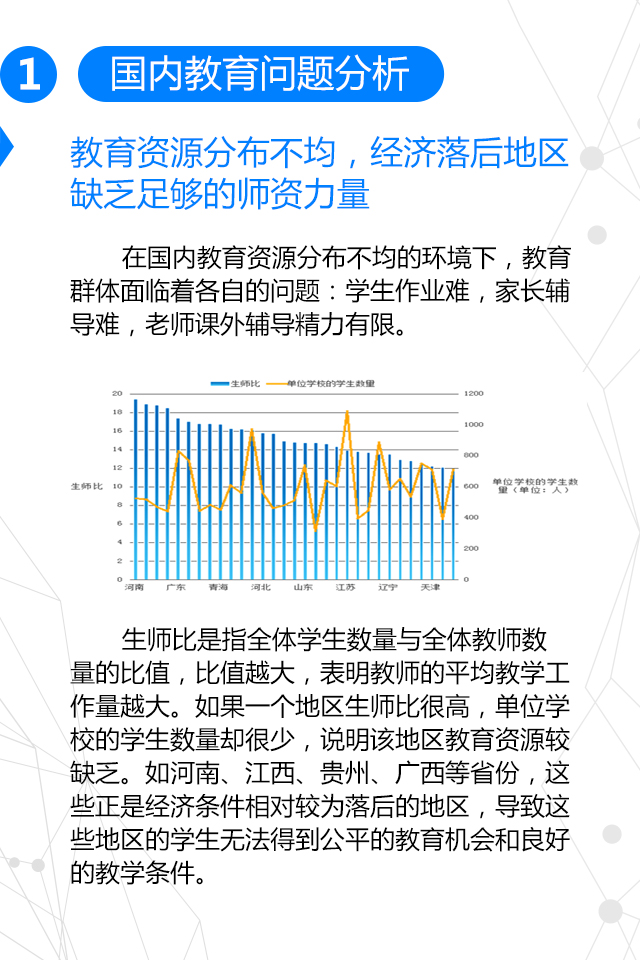 1 国内教育问题分析
教育资源分布不均，经济落后地区
缺乏足够的师资力量
在国内教育资源分布不均的环境下，教育
群体面临着各自的问题：学生作业难，家长辅
导难，老师课外辅导精力有限。
生师比 单位学校的学生数量
20 1200
18
16 1000
14 800
12
生师比 10 600
单位学校的学生数
量（单位：人）
8 400
6
4 200
2
0 0
河南 广东 青海 河北 山东 江苏 辽宁 天津
生师比是指全体学生数量与全体教师数
量的比值，比值越大，表明教师的平均教学工
作量越大。如果一个地区生师比很高，单位学
校的学生数量却很少，说明该地区教育资源较
缺乏。如河南、江西、贵州、广西等省份，这
些正是经济条件相对较为落后的地区，导致这
些地区的学生无法得到公平的教育机会和良好
的教学条件。